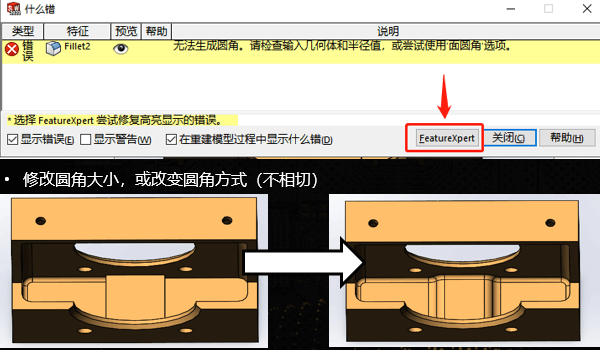 什么错
类型 特征 预览 帮助 说明
错误 Fillet2 无法生成圆角。请检查输入几何体和半径值，或尝试使用'面圆角'选项。
* 选择 FeatureXpert 尝试修复高亮显示的错误。
显示错误(E) 显示警告(W) 在重建模型过程中显示什么错(D) FeatureXpert 关闭(C) 帮助(H)
• 修改圆角大小，或改变圆角方式（不相切）